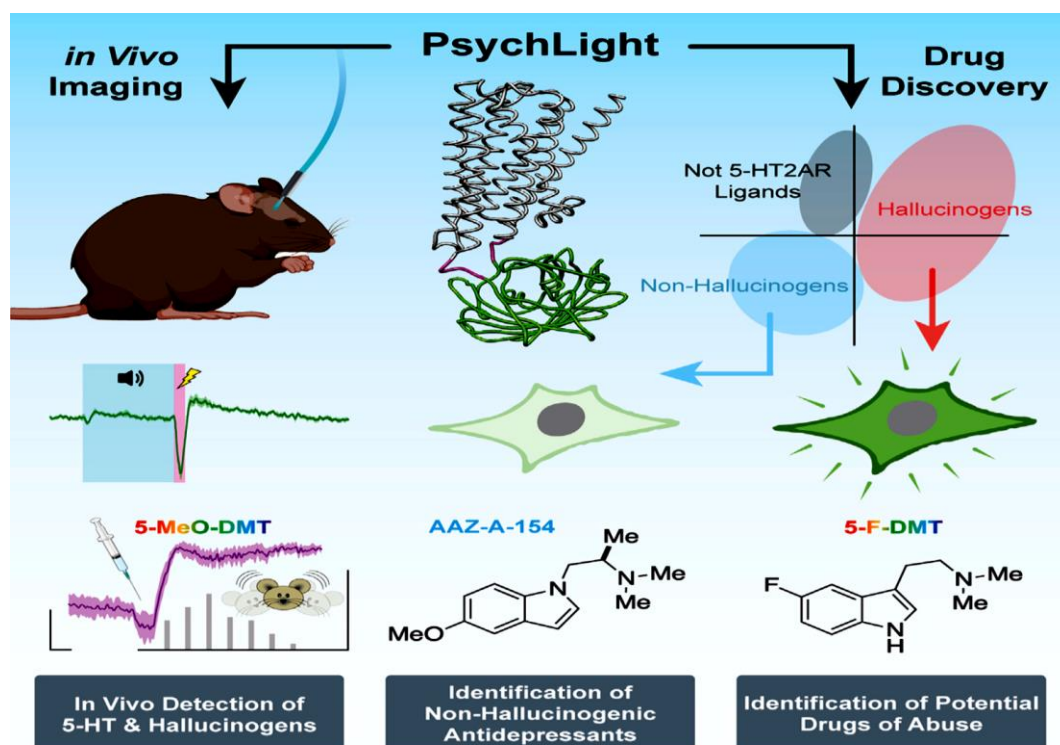 in Vivo
Imaging
PsychLight
Drug
Discovery
Not 5-HT2AR
Ligands
Hallucinogens
Non-Hallucinogens
5-MeO-DMT
AAZ-A-154
5-F-DMT
Me
N
N
Me
Me
MeO
F
N
Me
Me
N
H
In Vivo Detection of
5-HT & Hallucinogens
Identification of
Non-Hallucinogenic
Antidepressants
Identification of Potential
Drugs of Abuse